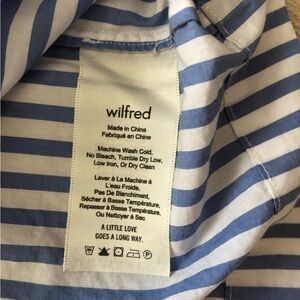 wilfred
Made in China
Fabriqué en Chine
Machine Wash Cold,
No Bleach, Tumble Dry Low,
Low Iron, Or Dry Clean
Laver à La Machine à
L'eau Froide,
Pas De Blanchiment,
Sécher à Basse Température,
Repasser à Basse Température,
Ou Nettoyer à Sec
A LITTLE LOVE
GOES A LONG WAY.